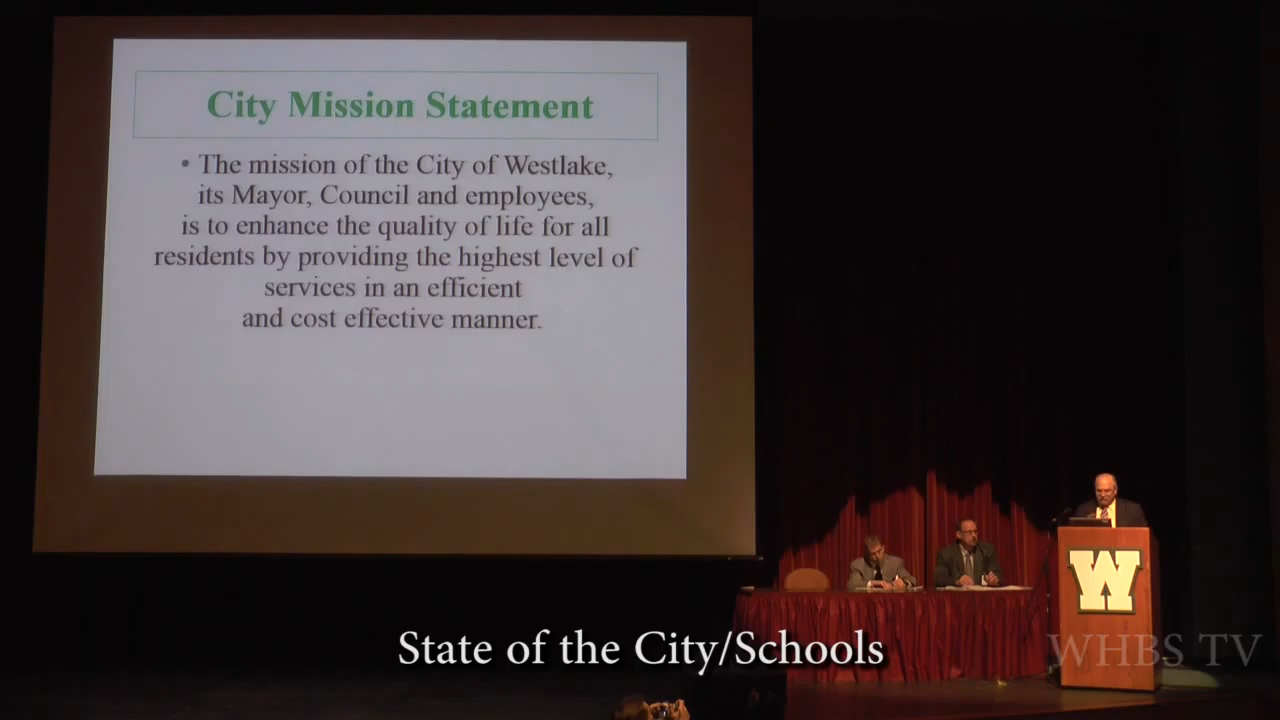 City Mission Statement
• The mission of the City of Westlake,
its Mayor, Council and employees,
is to enhance the quality of life for all
residents by providing the highest level of
services in an efficient
and cost effective manner.
W
State of the City/Schools
WHBS TV